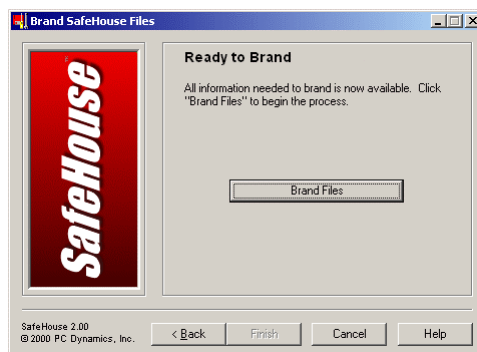 Brand SafeHouse Files
SafeHouse
Ready to Brand
All information needed to brand is now available. Click
"Brand Files" to begin the process.
Brand Files
SafeHouse 2.00
©2000 PC Dynamics, Inc.
< Back
Finish
Cancel
Help